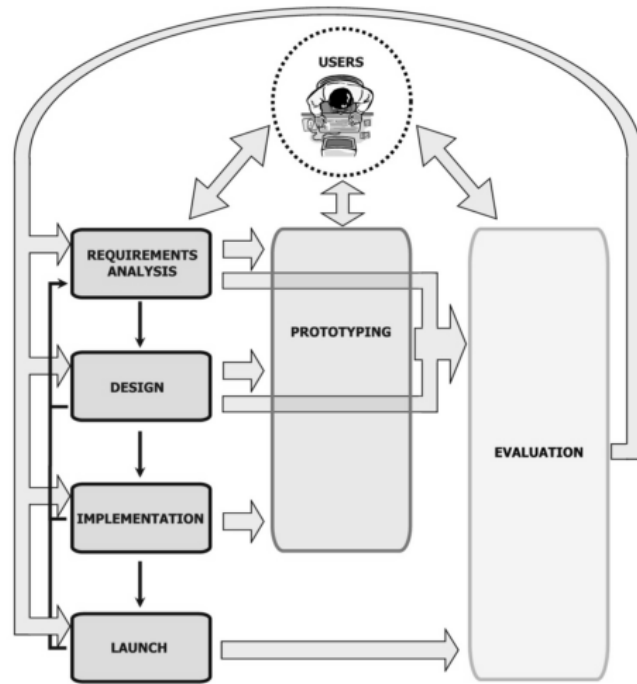 USERS
REQUIREMENTS
ANALYSIS
PROTOTYPING
DESIGN
EVALUATION
IMPLEMENTATION
LAUNCH